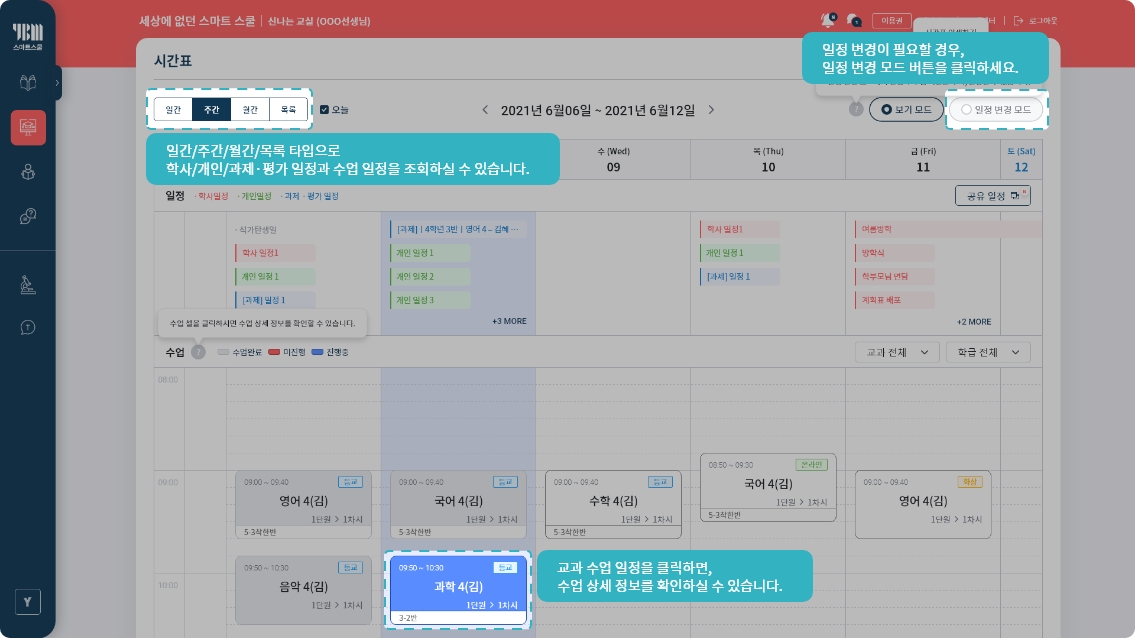 YBM
스마트스쿨
세상에 없던 스마트 스쿨 | 신나는 교실 (OOO선생님)
이용권
로그아웃
시간표
일정 변경이 필요할 경우,
일정 변경 모드 버튼을 클릭하세요.
일간 주간 월간 목록 오늘
2021년 6월06일 ~ 2021년 6월12일
? 보기 모드 일정 변경 모드
일간/주간/월간/목록 타입으로
학사/개인/과제·평가 일정과 수업 일정을 조회하실 수 있습니다.
수 (Wed) 목 (Thu) 금 (Fri) 토 (Sat)
09 10 11 12
일정 · 학사일정 · 개인일정 · 과제 · 평가 일정
공유 일정
· 석가탄생일
학사 일정1
개인 일정 1
[과제] 일정 1
[과제] | 4학년 3반 | 영어 4 – 김혜 ···
개인 일정 1
개인 일정 2
개인 일정 3
+3 MORE
학사 일정1
개인 일정 1
[과제] 일정 1
여름방학
방학식
학부모님 면담
계획표 배포
+2 MORE
수업 셀을 클릭하시면 수업 상세 정보를 확인할 수 있습니다.
수업 ? 수업완료 미진행 진행중
교과 전체 학급 전체
08:00
09:00
09:00 ~ 09:40 등교
영어 4(김)
1단원 > 1차시
5-3착한반
09:00 ~ 09:40 등교
국어 4(김)
1단원 > 1차시
5-3착한반
09:00 ~ 09:40 등교
수학 4(김)
1단원 > 1차시
5-3착한반
08:50 ~ 09:30 온라인
국어 4(김)
1단원 > 1차시
5-3착한반
09:00 ~ 09:40 화상
영어 4(김)
1단원 > 1차시
10:00
09:50 ~ 10:30 등교
음악 4(김)
1단원 > 1차시
09:50 ~ 10:30 등교
과학 4(김)
1단원 > 1차시
3-2반
교과 수업 일정을 클릭하면,
수업 상세 정보를 확인하실 수 있습니다.
Y